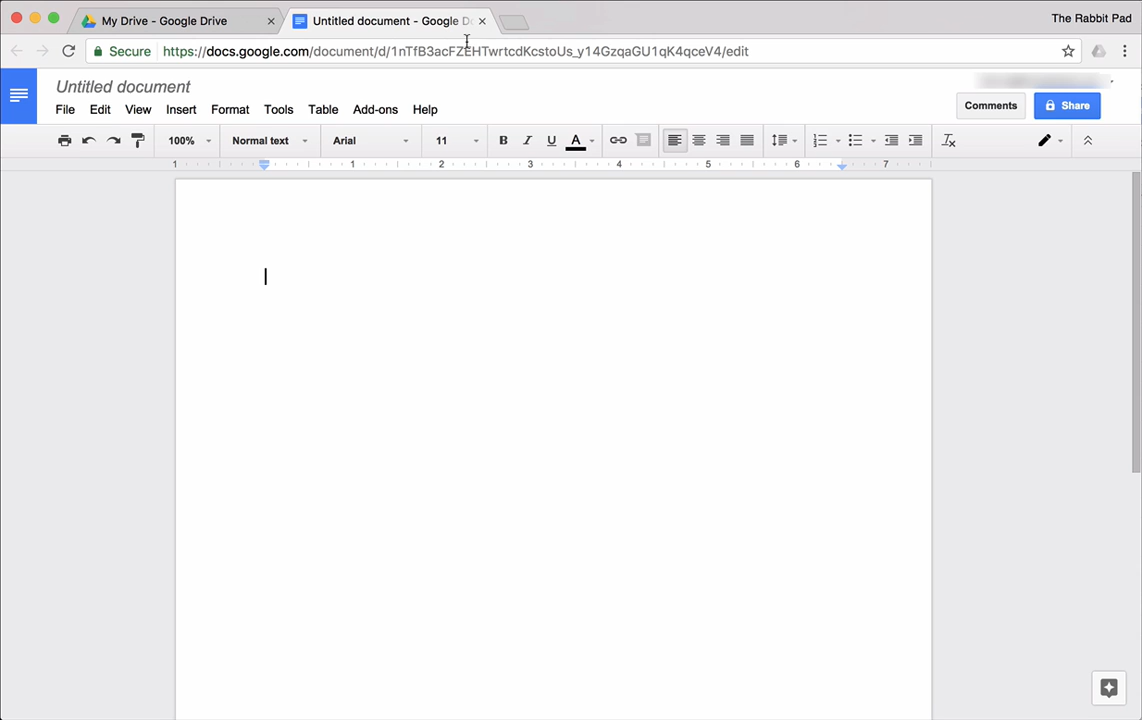 My Drive - Google Drive
Untitled document - Google Do
The Rabbit Pad
Secure https://docs.google.com/document/d/1nTfB3acFZEHTwrtcdKcstoUs_y14GzqaGU1qK4qceV4/edit
Untitled document
File Edit View Insert Format Tools Table Add-ons Help
Comments Share
100% Normal text Arial 11 B I U A
1 1 2 3 4 5 6 7